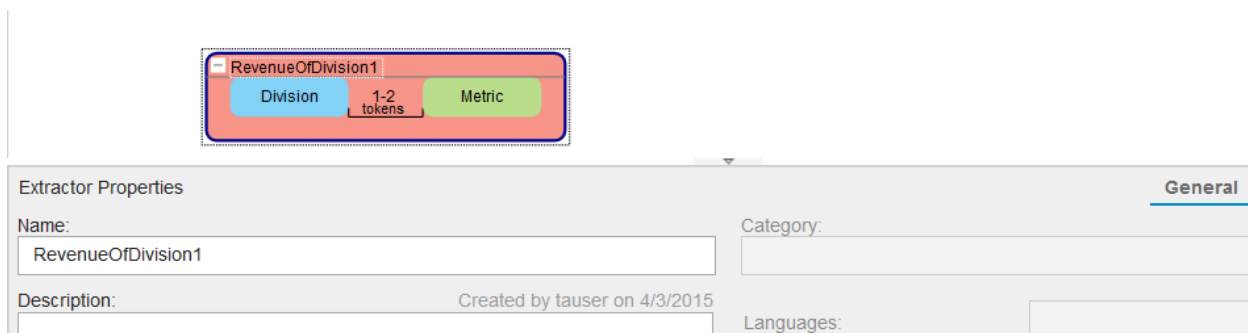 RevenueOfDivision1
Division 1-2 tokens Metric
Extractor Properties General
Name: Category:
RevenueOfDivision1
Description: Created by tauser on 4/3/2015
Languages: